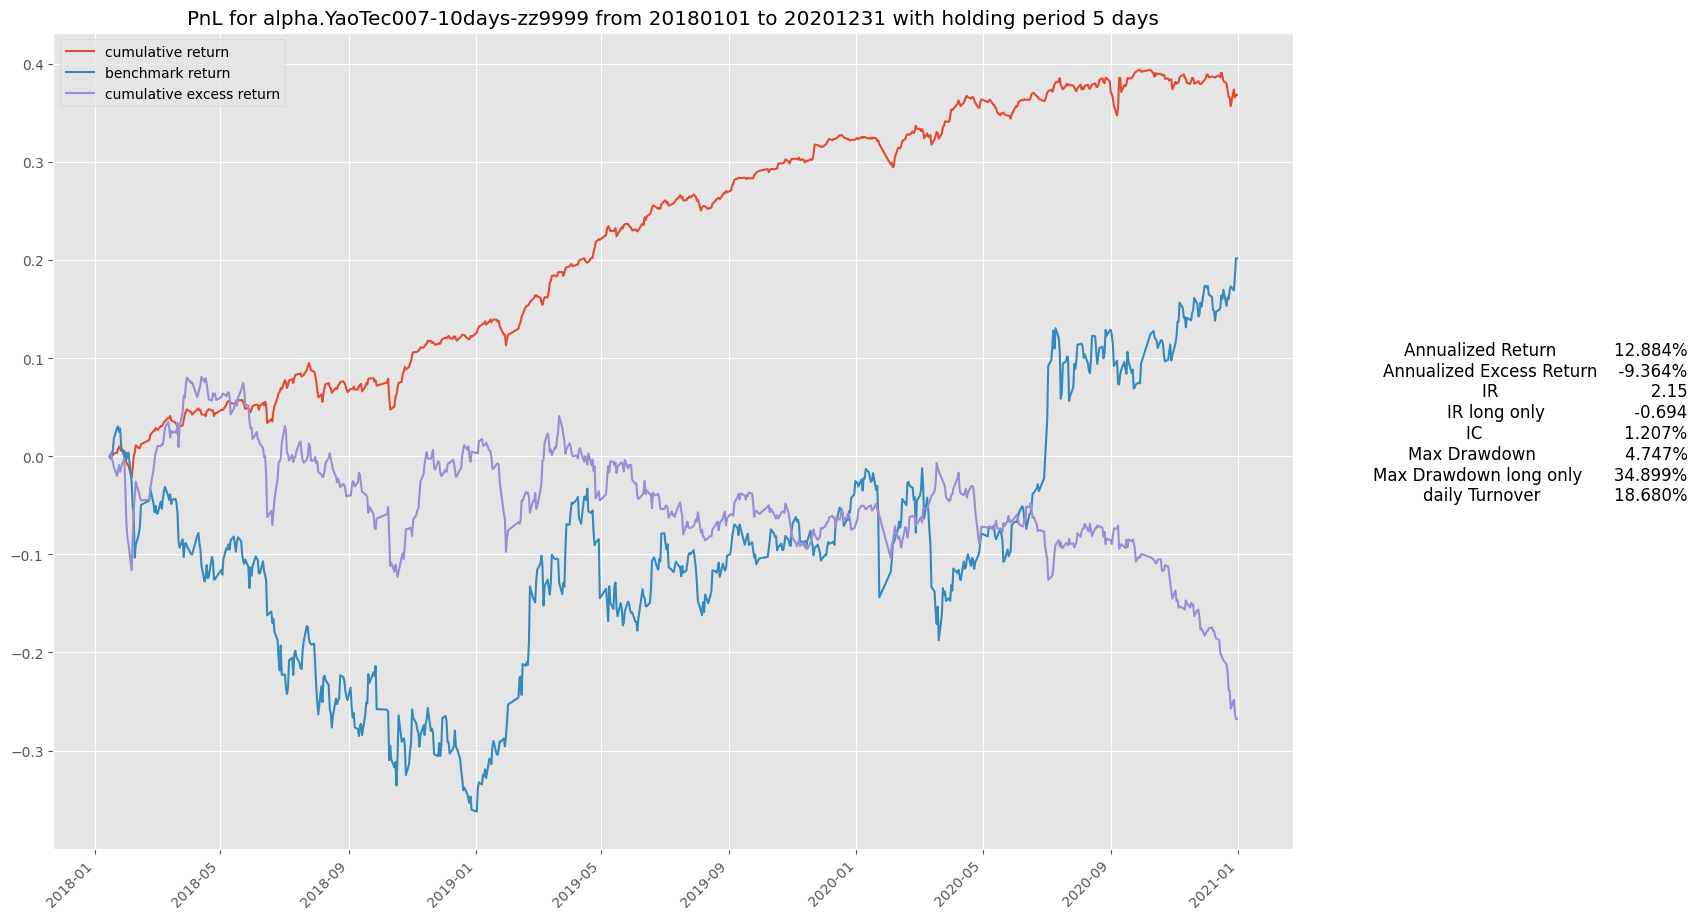 PnL for alpha.YaoTec007-10days-zz9999 from 20180101 to 20201231 with holding period 5 days
cumulative return
benchmark return
cumulative excess return
0.4
0.3
0.2
0.1
0.0
−0.1
−0.2
−0.3
2018-01
2018-05
2018-09
2019-01
2019-05
2019-09
2020-01
2020-05
2020-09
2021-01
Annualized Return 12.884%
Annualized Excess Return -9.364%
IR 2.15
IR long only -0.694
IC 1.207%
Max Drawdown 4.747%
Max Drawdown long only 34.899%
daily Turnover 18.680%